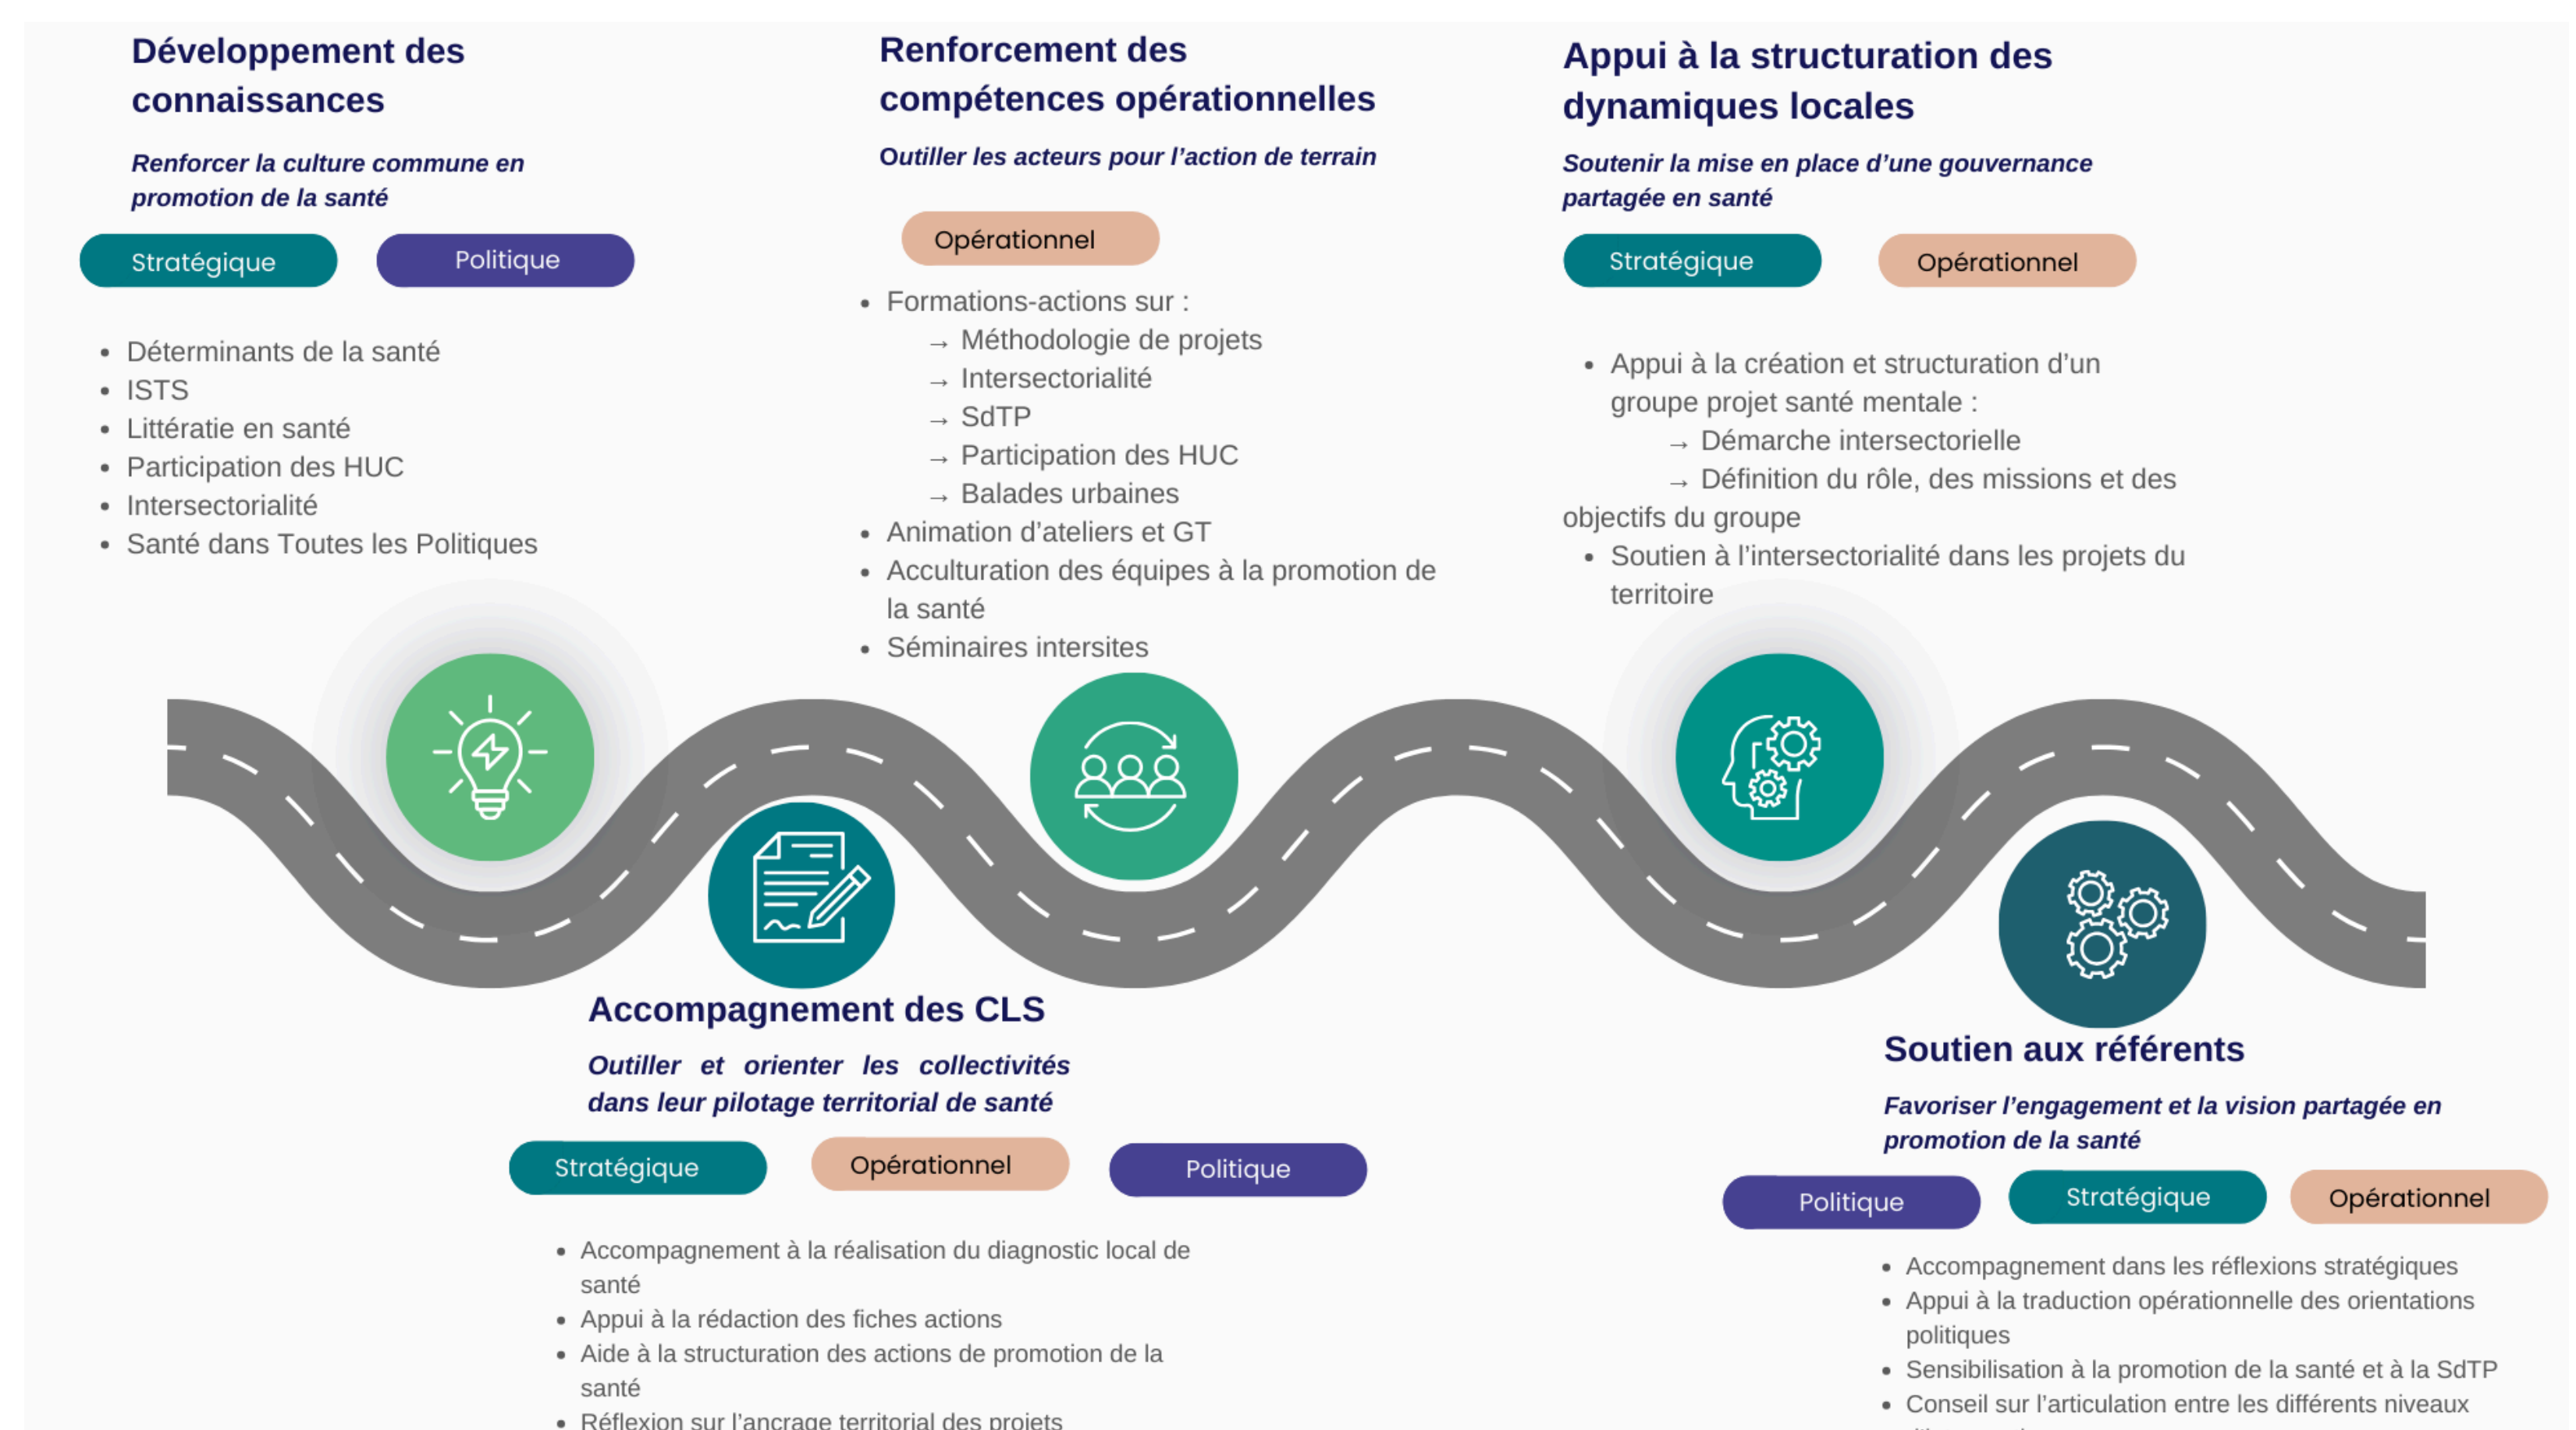 Développement des
connaissances
Renforcer la culture commune en
promotion de la santé
Stratégique
Politique
• Déterminants de la santé
• ISTS
• Littératie en santé
• Participation des HUC
• Intersectorialité
• Santé dans Toutes les Politiques
Renforcement des
compétences opérationnelles
Outiller les acteurs pour l’action de terrain
Opérationnel
• Formations-actions sur :
→ Méthodologie de projets
→ Intersectorialité
→ SdTP
→ Participation des HUC
→ Balades urbaines
• Animation d’ateliers et GT
• Acculturation des équipes à la promotion de
la santé
• Séminaires intersites
Appui à la structuration des
dynamiques locales
Soutenir la mise en place d’une gouvernance
partagée en santé
Stratégique
Opérationnel
• Appui à la création et structuration d’un
groupe projet santé mentale :
→ Démarche intersectorielle
→ Définition du rôle, des missions et des
objectifs du groupe
• Soutien à l’intersectorialité dans les projets du
territoire
Accompagnement des CLS
Outiller et orienter les collectivités
dans leur pilotage territorial de santé
Stratégique
Opérationnel
Politique
• Accompagnement à la réalisation du diagnostic local de
santé
• Appui à la rédaction des fiches actions
• Aide à la structuration des actions de promotion de la
santé
• Réflexion sur l’ancrage territorial des projets
Soutien aux référents
Favoriser l’engagement et la vision partagée en
promotion de la santé
Politique
Stratégique
Opérationnel
• Accompagnement dans les réflexions stratégiques
• Appui à la traduction opérationnelle des orientations
politiques
• Sensibilisation à la promotion de la santé et à la SdTP
• Conseil sur l’articulation entre les différents niveaux